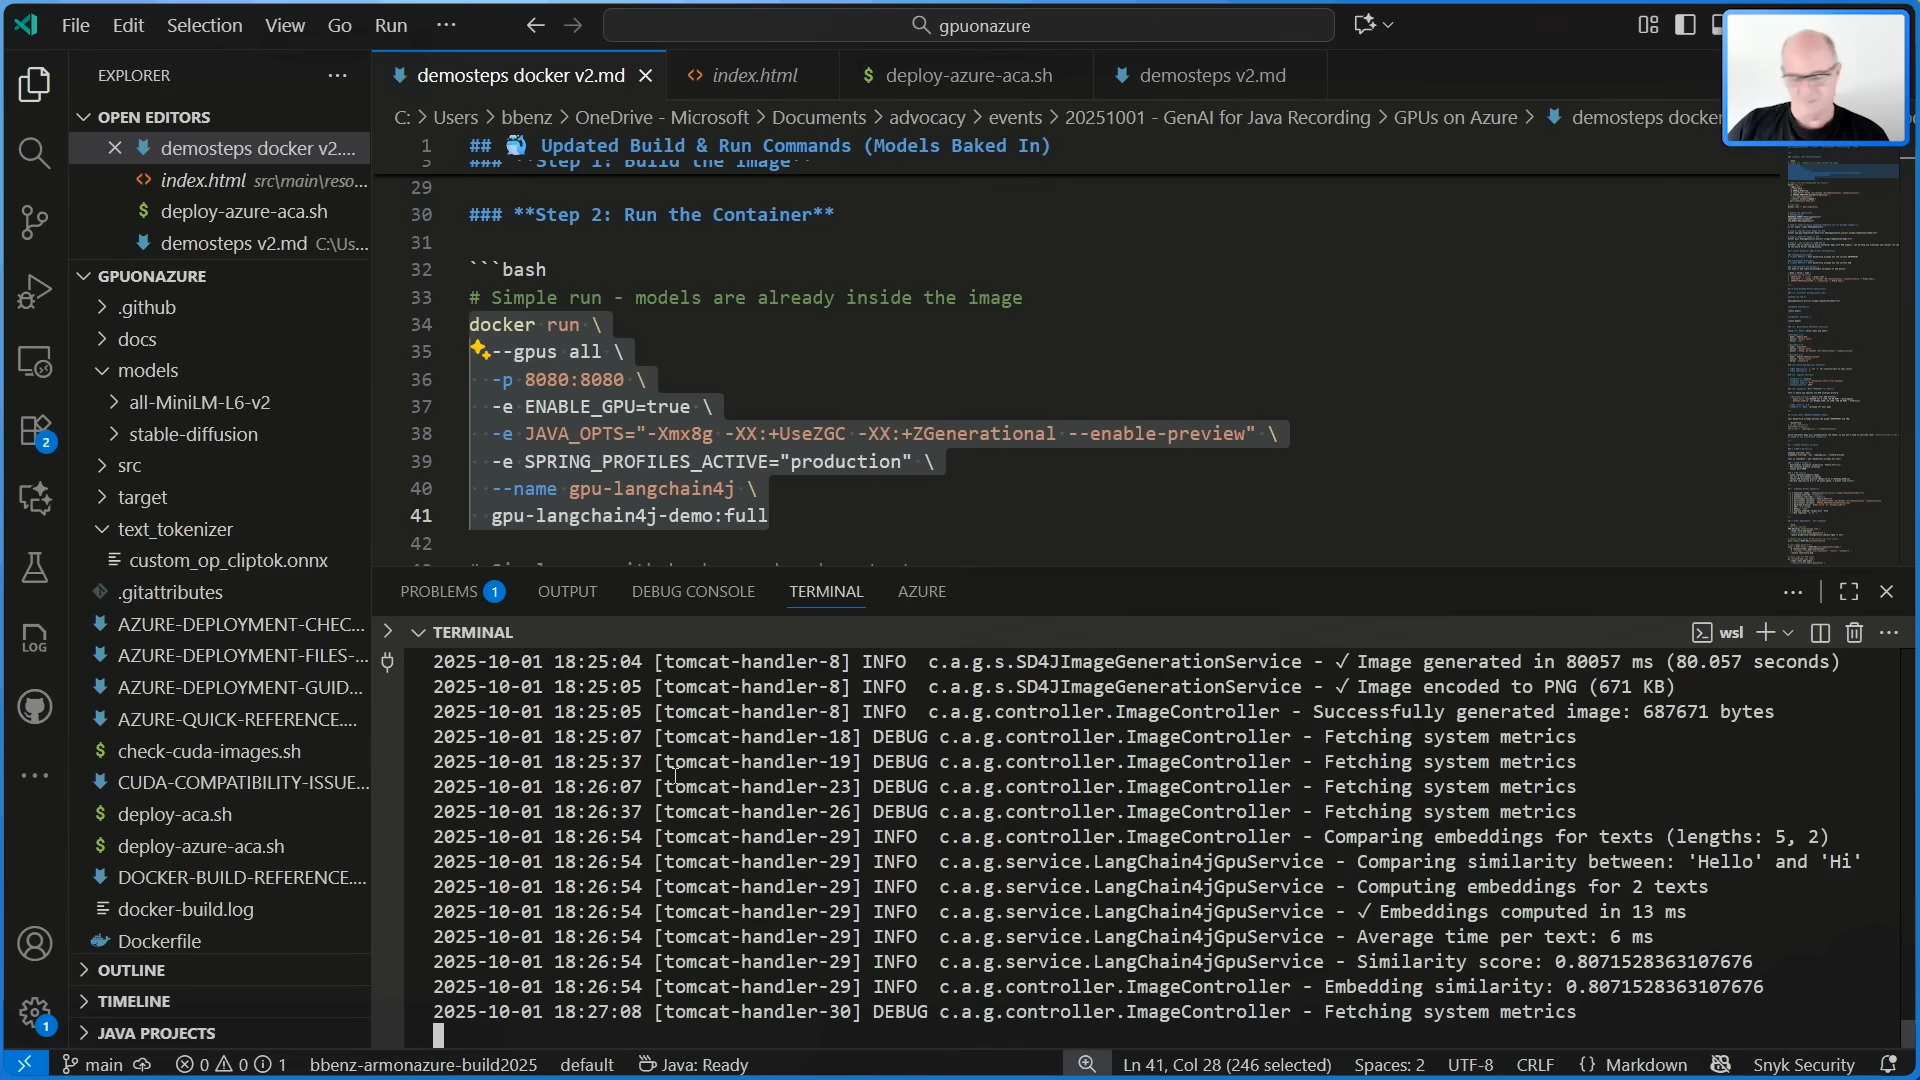 File Edit Selection View Go Run ··· gpuonazure
EXPLORER
OPEN EDITORS
demosteps docker v2....
index.html src\main\reso...
deploy-azure-aca.sh
demosteps v2.md C:\Us...
GPUONAZURE
.github
docs
models
all-MiniLM-L6-v2
stable-diffusion
src
target
text_tokenizer
custom_op_cliptok.onnx
.gitattributes
AZURE-DEPLOYMENT-CHEC...
AZURE-DEPLOYMENT-FILES-...
AZURE-DEPLOYMENT-GUID...
AZURE-QUICK-REFERENCE....
check-cuda-images.sh
CUDA-COMPATIBILITY-ISSUE...
deploy-aca.sh
deploy-azure-aca.sh
DOCKER-BUILD-REFERENCE....
docker-build.log
Dockerfile
OUTLINE
TIMELINE
JAVA PROJECTS
2
LOG
1
demosteps docker v2.md index.html deploy-azure-aca.sh demosteps v2.md
C: > Users > bbenz > OneDrive - Microsoft > Documents > advocacy > events > 20251001 - GenAI for Java Recording > GPUs on Azure > demosteps docker
1 ## 🐳 Updated Build & Run Commands (Models Baked In)
### **Step 1: Build the Image**
29
30 ### **Step 2: Run the Container**
31
32 ```bash
33 # Simple run - models are already inside the image
34 docker run \
35 --gpus all \
36 -p 8080:8080 \
37 -e ENABLE_GPU=true \
38 -e JAVA_OPTS="-Xmx8g -XX:+UseZGC -XX:+ZGenerational --enable-preview" \
39 -e SPRING_PROFILES_ACTIVE="production" \
40 --name gpu-langchain4j \
41 gpu-langchain4j-demo:full
42
PROBLEMS 1 OUTPUT DEBUG CONSOLE TERMINAL AZURE
TERMINAL wsl
2025-10-01 18:25:04 [tomcat-handler-8] INFO c.a.g.s.SD4JImageGenerationService - ✓ Image generated in 80057 ms (80.057 seconds)
2025-10-01 18:25:05 [tomcat-handler-8] INFO c.a.g.s.SD4JImageGenerationService - ✓ Image encoded to PNG (671 KB)
2025-10-01 18:25:05 [tomcat-handler-8] INFO c.a.g.controller.ImageController - Successfully generated image: 687671 bytes
2025-10-01 18:25:07 [tomcat-handler-18] DEBUG c.a.g.controller.ImageController - Fetching system metrics
2025-10-01 18:25:37 [tomcat-handler-19] DEBUG c.a.g.controller.ImageController - Fetching system metrics
2025-10-01 18:26:07 [tomcat-handler-23] DEBUG c.a.g.controller.ImageController - Fetching system metrics
2025-10-01 18:26:37 [tomcat-handler-26] DEBUG c.a.g.controller.ImageController - Fetching system metrics
2025-10-01 18:26:54 [tomcat-handler-29] INFO c.a.g.controller.ImageController - Comparing embeddings for texts (lengths: 5, 2)
2025-10-01 18:26:54 [tomcat-handler-29] INFO c.a.g.service.LangChain4jGpuService - Comparing similarity between: 'Hello' and 'Hi'
2025-10-01 18:26:54 [tomcat-handler-29] INFO c.a.g.service.LangChain4jGpuService - Computing embeddings for 2 texts
2025-10-01 18:26:54 [tomcat-handler-29] INFO c.a.g.service.LangChain4jGpuService - ✓ Embeddings computed in 13 ms
2025-10-01 18:26:54 [tomcat-handler-29] INFO c.a.g.service.LangChain4jGpuService - Average time per text: 6 ms
2025-10-01 18:26:54 [tomcat-handler-29] INFO c.a.g.service.LangChain4jGpuService - Similarity score: 0.8071528363107676
2025-10-01 18:26:54 [tomcat-handler-29] INFO c.a.g.controller.ImageController - Embedding similarity: 0.8071528363107676
2025-10-01 18:27:08 [tomcat-handler-30] DEBUG c.a.g.controller.ImageController - Fetching system metrics
main 0 0 1 bbenz-armonazure-build2025 default Java: Ready Ln 41, Col 28 (246 selected) Spaces: 2 UTF-8 CRLF {} Markdown Snyk Security